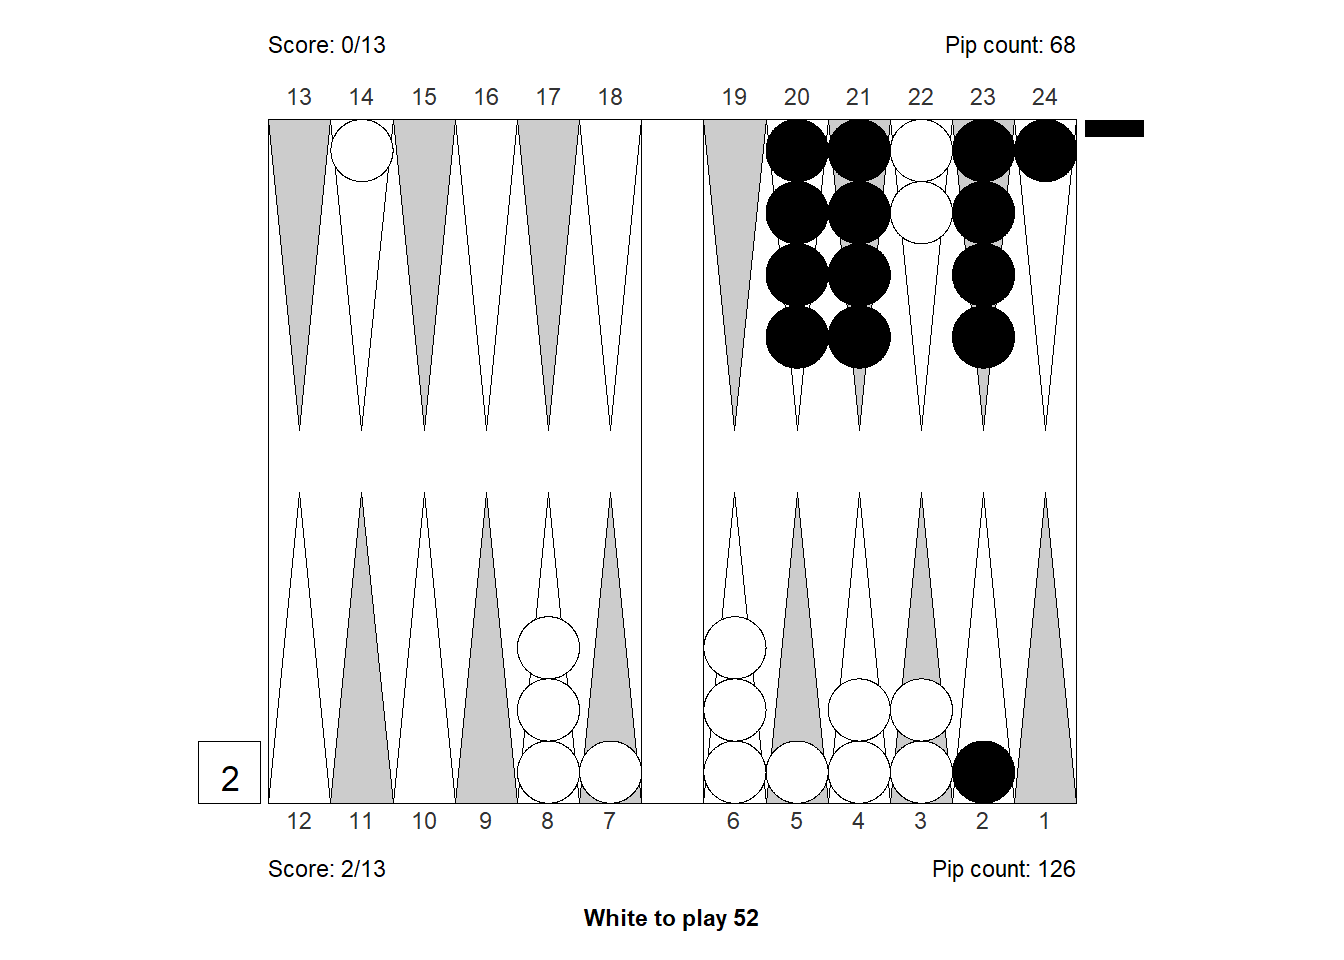 Score: 0/13 Pip count: 68
13 14 15 16 17 18 19 20 21 22 23 24
2
12 11 10 9 8 7 6 5 4 3 2 1
Score: 2/13 Pip count: 126
White to play 52